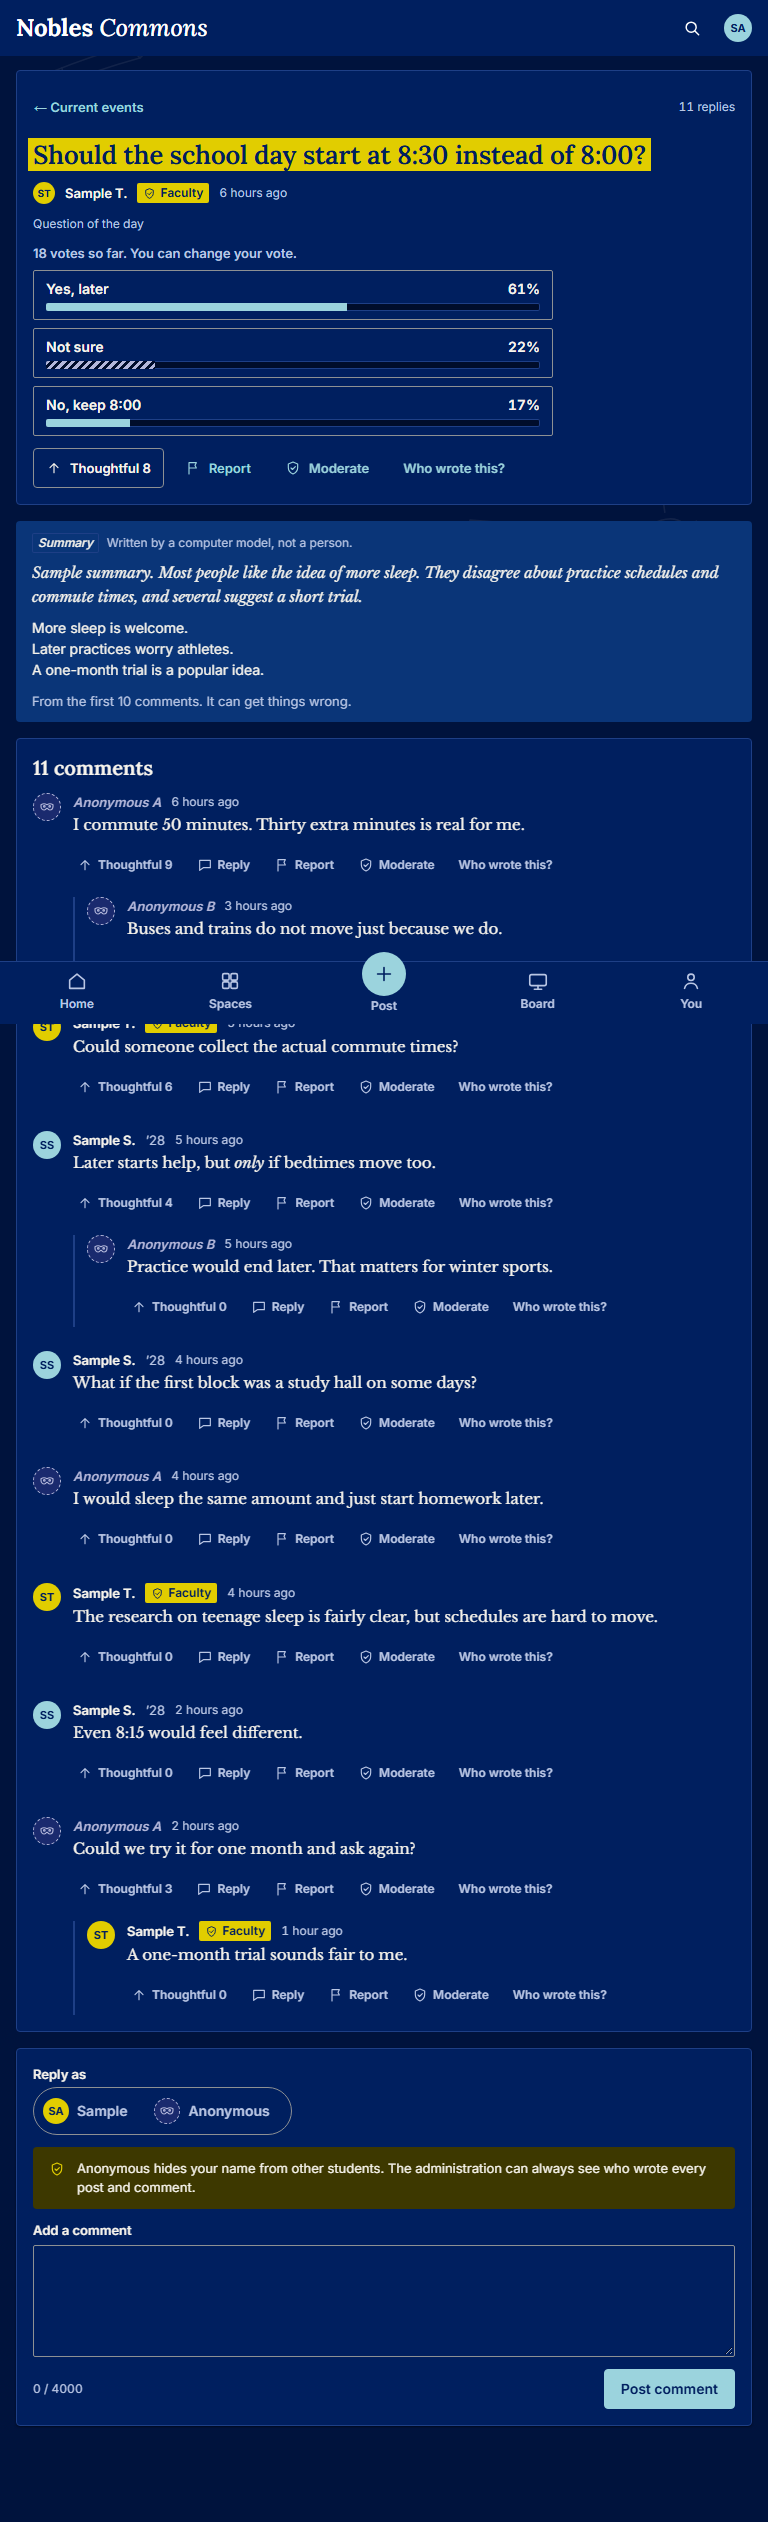 Nobles Commons
SA
← Current events
11 replies
Should the school day start at 8:30 instead of 8:00?
ST Sample T. Faculty 6 hours ago
Question of the day
18 votes so far. You can change your vote.
Yes, later 61%
Not sure 22%
No, keep 8:00 17%
Thoughtful 8 Report Moderate Who wrote this?
Summary Written by a computer model, not a person.
Sample summary. Most people like the idea of more sleep. They disagree about practice schedules and
commute times, and several suggest a short trial.
More sleep is welcome.
Later practices worry athletes.
A one-month trial is a popular idea.
From the first 10 comments. It can get things wrong.
11 comments
Anonymous A 6 hours ago
I commute 50 minutes. Thirty extra minutes is real for me.
Thoughtful 9 Reply Report Moderate Who wrote this?
Anonymous B 3 hours ago
Buses and trains do not move just because we do.
Home Spaces Post Board You
ST Sample T. Faculty 5 hours ago
Could someone collect the actual commute times?
Thoughtful 6 Reply Report Moderate Who wrote this?
SS Sample S. '28 5 hours ago
Later starts help, but only if bedtimes move too.
Thoughtful 4 Reply Report Moderate Who wrote this?
Anonymous B 5 hours ago
Practice would end later. That matters for winter sports.
Thoughtful 0 Reply Report Moderate Who wrote this?
SS Sample S. '28 4 hours ago
What if the first block was a study hall on some days?
Thoughtful 0 Reply Report Moderate Who wrote this?
Anonymous A 4 hours ago
I would sleep the same amount and just start homework later.
Thoughtful 0 Reply Report Moderate Who wrote this?
ST Sample T. Faculty 4 hours ago
The research on teenage sleep is fairly clear, but schedules are hard to move.
Thoughtful 0 Reply Report Moderate Who wrote this?
SS Sample S. '28 2 hours ago
Even 8:15 would feel different.
Thoughtful 0 Reply Report Moderate Who wrote this?
Anonymous A 2 hours ago
Could we try it for one month and ask again?
Thoughtful 3 Reply Report Moderate Who wrote this?
ST Sample T. Faculty 1 hour ago
A one-month trial sounds fair to me.
Thoughtful 0 Reply Report Moderate Who wrote this?
Reply as
SA Sample Anonymous
Anonymous hides your name from other students. The administration can always see who wrote every
post and comment.
Add a comment
0 / 4000
Post comment